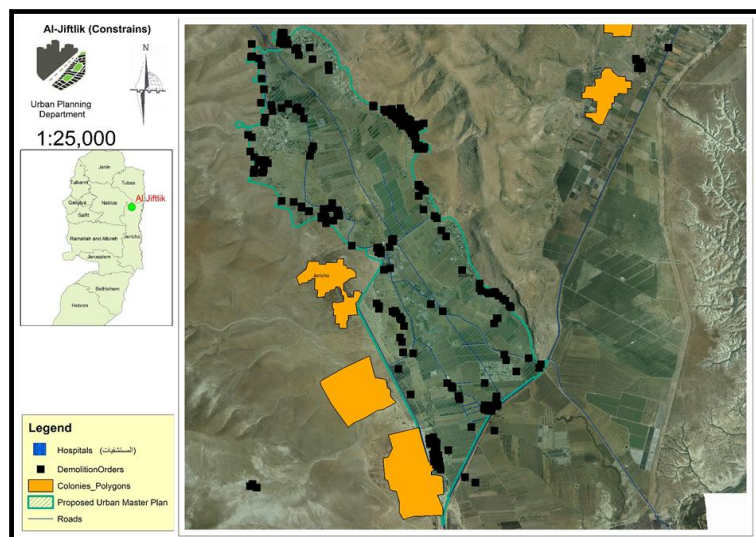 Al-Jiftlik (Constrains)
N
Urban Planning
Department
1:25,000
Jenin
Tulkarm
Tubas
Qalqilya
Nablus
Al Jiftlik
Salfit
Ramallah and Albireh
Jericho
Jerusalem
Bethlehem
Hebron
Legend
Hospitals (المستشفيات)
DemolitionOrders
Colonies_Polygons
Proposed Urban Master Plan
Roads
Jericho